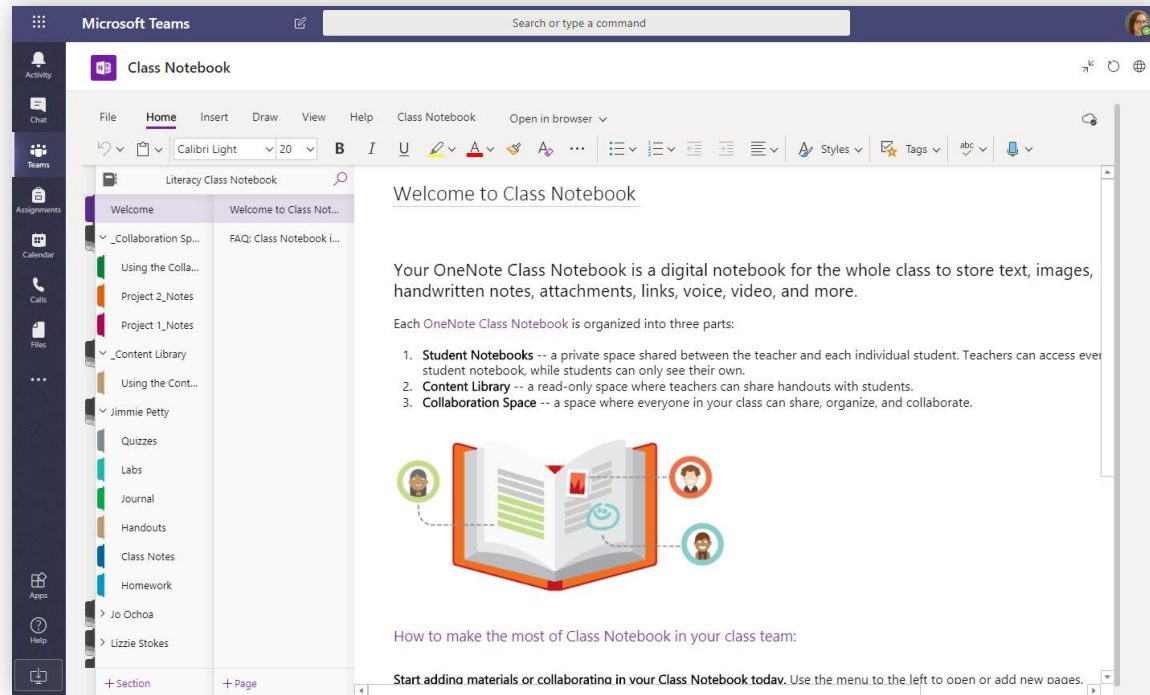 Microsoft Teams
Search or type a command
Activity
Chat
Teams
Assignments
Calendar
Calls
Files
Apps
Help
Class Notebook
File Home Insert Draw View Help Class Notebook Open in browser
Calibri Light 20 B I U A A Styles Tags abc
Literacy Class Notebook
Welcome
_Collaboration Sp...
Using the Colla...
Project 2_Notes
Project 1_Notes
_Content Library
Using the Cont...
Jimmie Petty
Quizzes
Labs
Journal
Handouts
Class Notes
Homework
Jo Ochoa
Lizzie Stokes
+ Section
Welcome to Class Not...
FAQ: Class Notebook i...
+ Page
Welcome to Class Notebook
Your OneNote Class Notebook is a digital notebook for the whole class to store text, images,
handwritten notes, attachments, links, voice, video, and more.
Each OneNote Class Notebook is organized into three parts:
1. Student Notebooks -- a private space shared between the teacher and each individual student. Teachers can access ever
student notebook, while students can only see their own.
2. Content Library -- a read-only space where teachers can share handouts with students.
3. Collaboration Space -- a space where everyone in your class can share, organize, and collaborate.
How to make the most of Class Notebook in your class team:
Start adding materials or collaborating in your Class Notebook today. Use the menu to the left to open or add new pages.